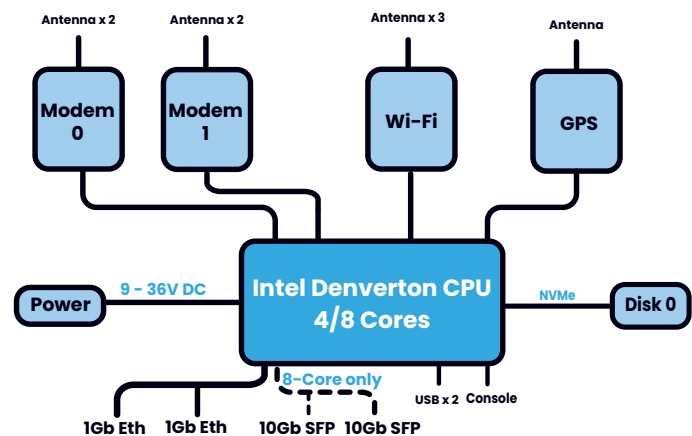 Antenna x 2
Antenna x 2
Antenna x 3
Antenna
Modem
0
Modem
1
Wi-Fi
GPS
Power
9 - 36V DC
Intel Denverton CPU
4/8 Cores
NVMe
Disk 0
8-Core only
USB x 2
Console
1Gb Eth
1Gb Eth
10Gb SFP
10Gb SFP